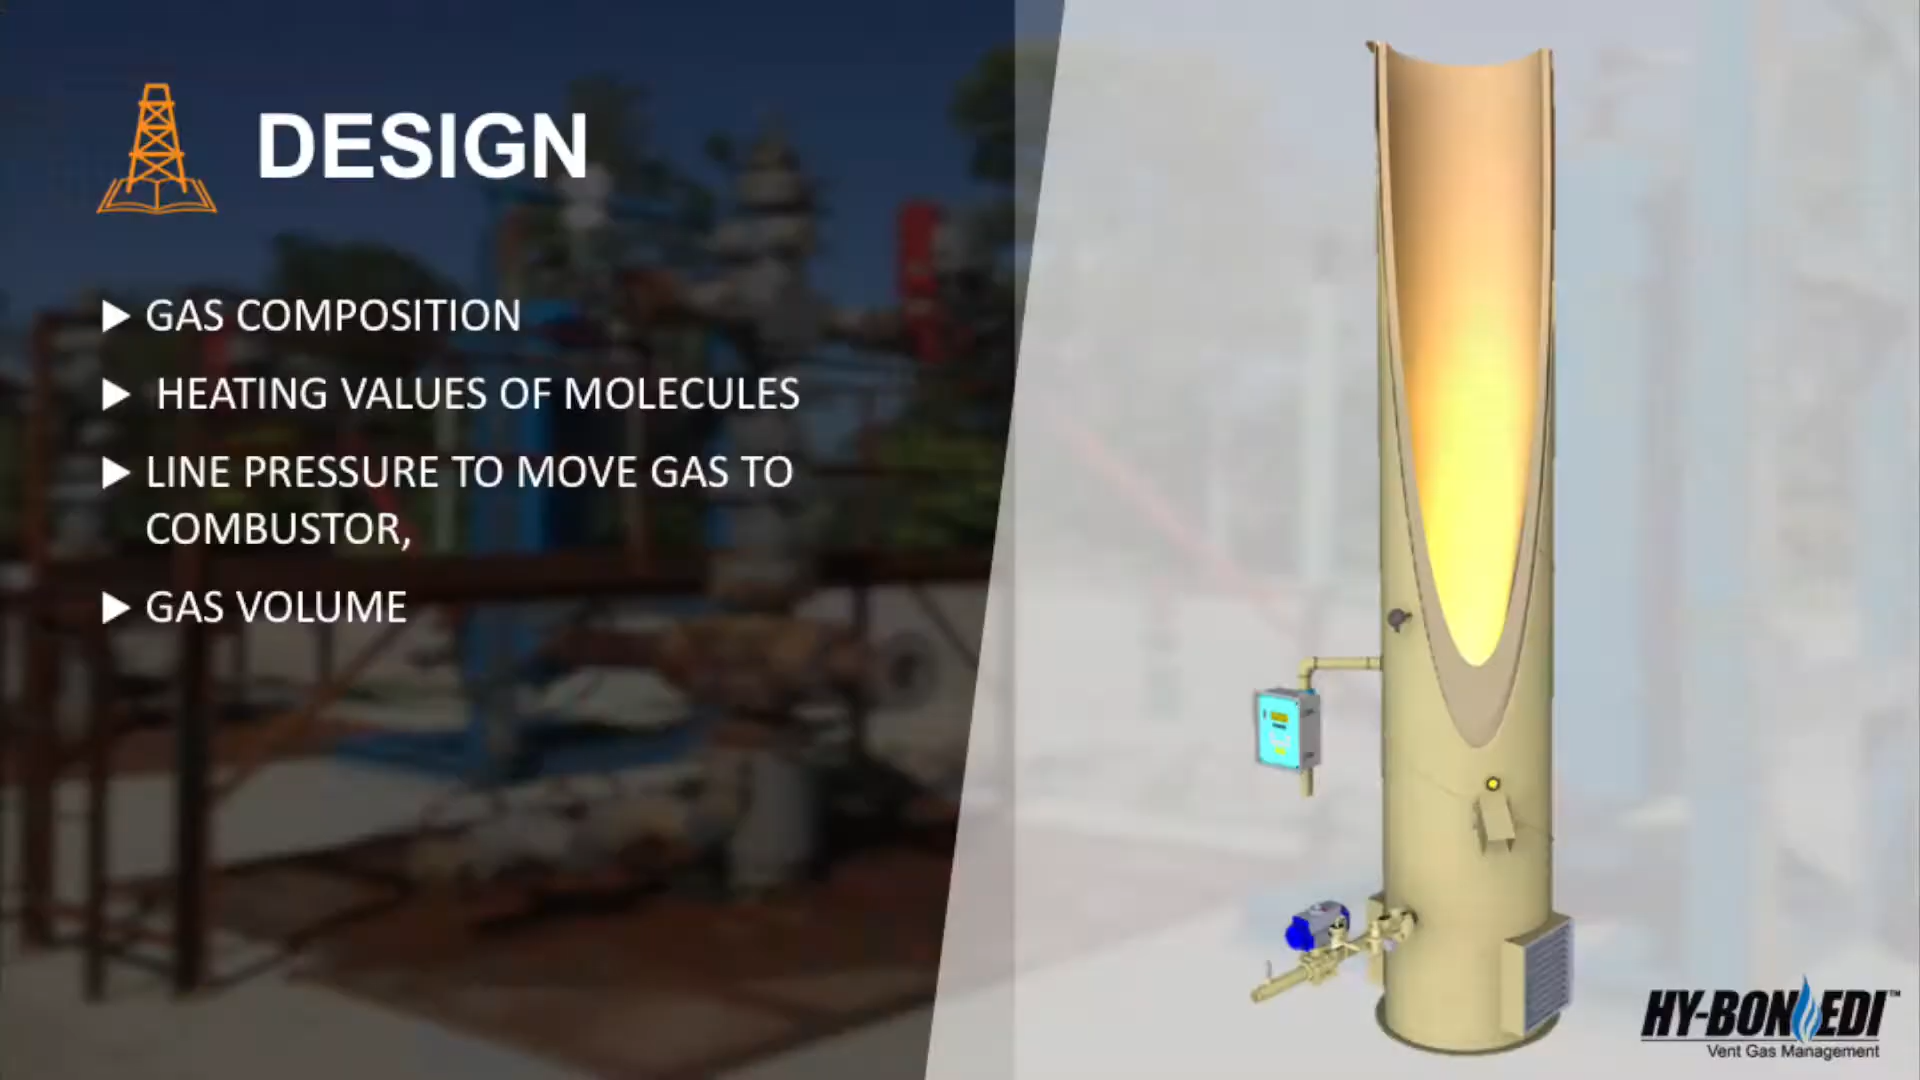 DESIGN
GAS COMPOSITION
HEATING VALUES OF MOLECULES
LINE PRESSURE TO MOVE GAS TO
COMBUSTOR,
GAS VOLUME
HY-BON EDI™
Vent Gas Management